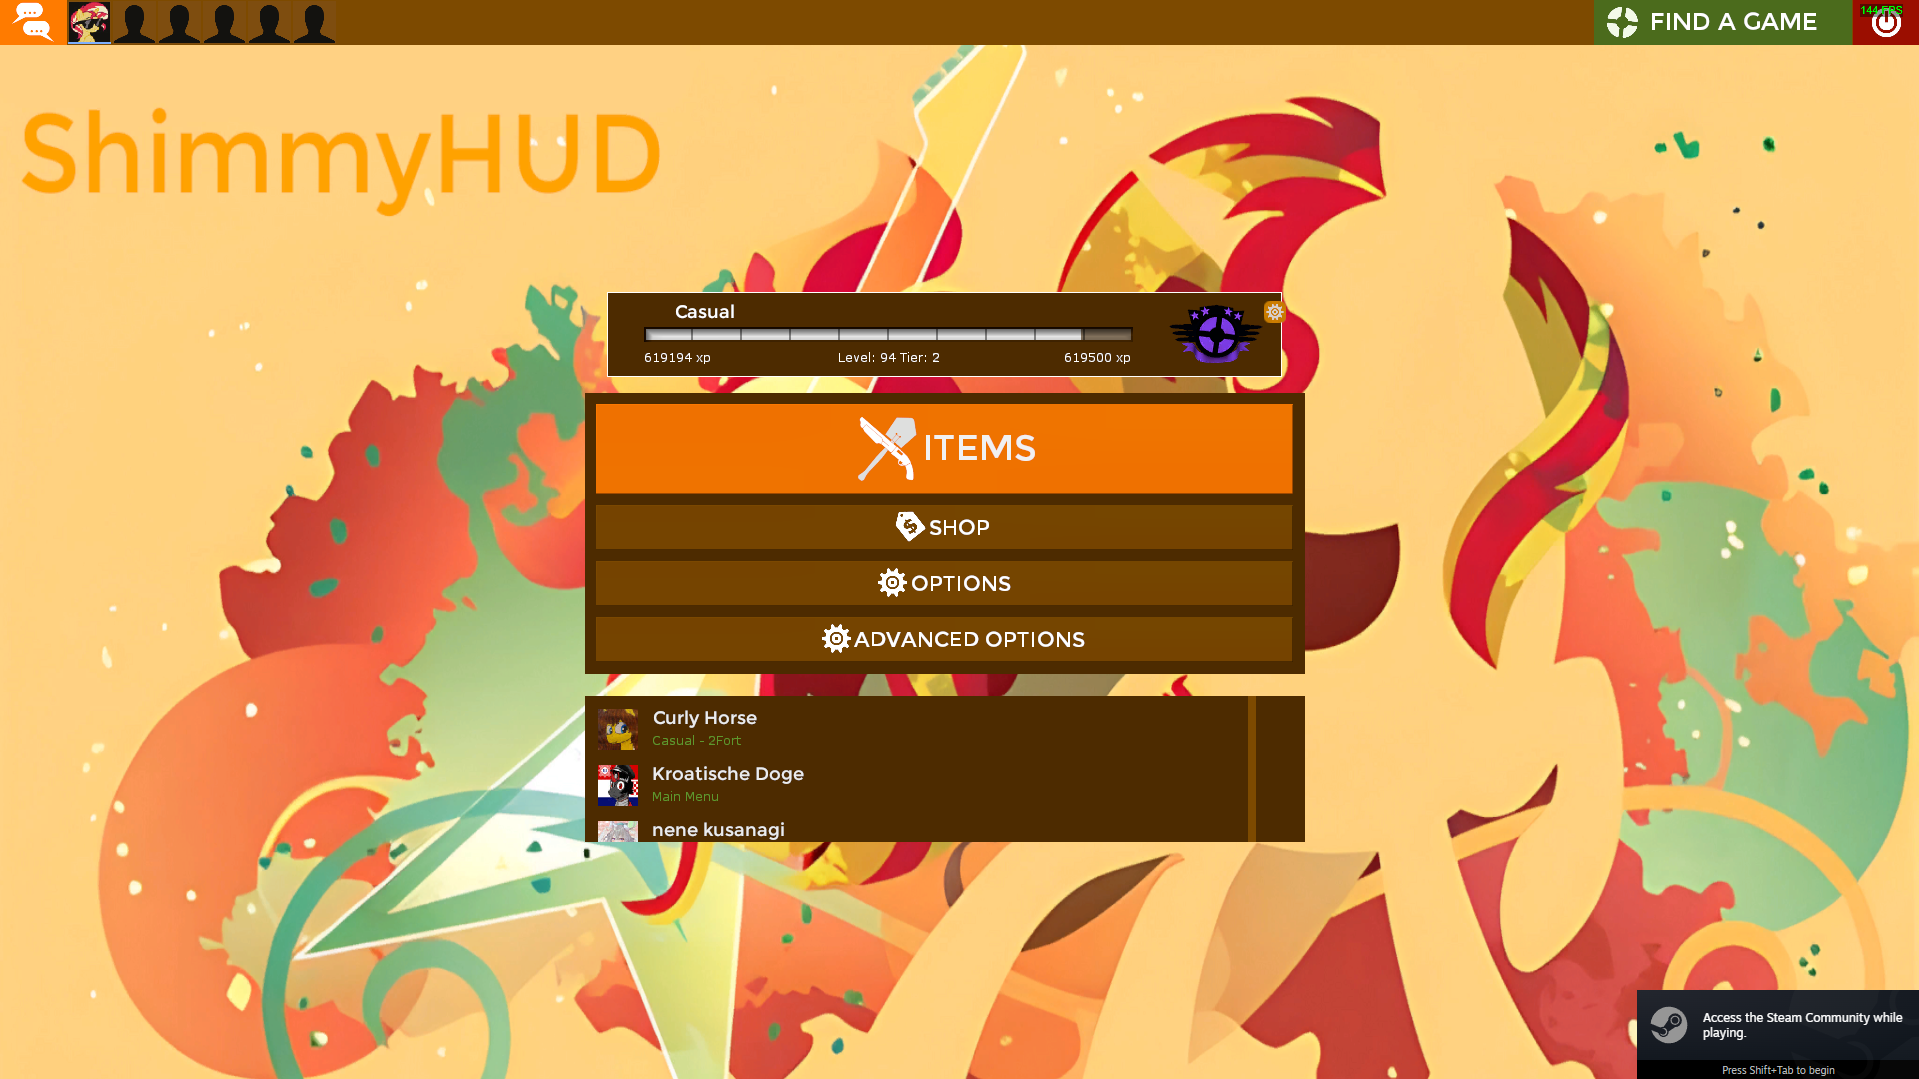 FIND A GAME
144 FPS
ShimmyHUD
Casual
619194 xp
Level: 94 Tier: 2
619500 xp
ITEMS
SHOP
OPTIONS
ADVANCED OPTIONS
Curly Horse
Casual - 2Fort
Kroatische Doge
Main Menu
nene kusanagi
Access the Steam Community while
playing.
Press Shift+Tab to begin